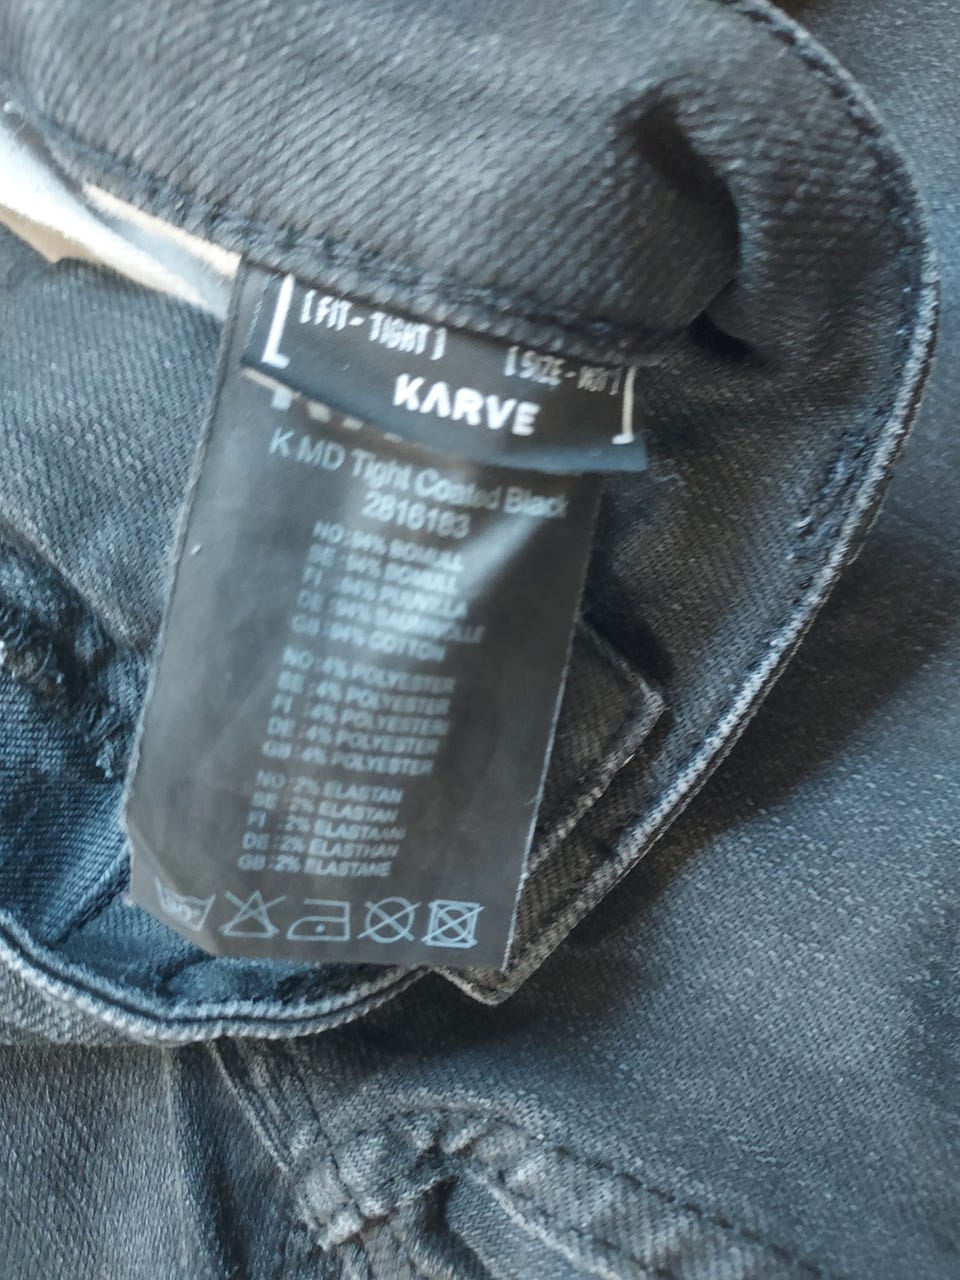 [FIT-TIGHT]
[SIZE-
KARVE
K MD Tight Coated Black
2816183
NO :94% BOMULL
SE :94% BOMULL
FI :94% PUUVILLA
DE :94% BAUMWOLLE
GB :94% COTTON
NO :4% POLYESTER
SE :4% POLYESTER
FI :4% POLYESTERI
DE :4% POLYESTER
GB :4% POLYESTER
NO :2% ELASTAN
SE :2% ELASTAN
FI :2% ELASTAANI
DE :2% ELASTHAN
GB :2% ELASTANE